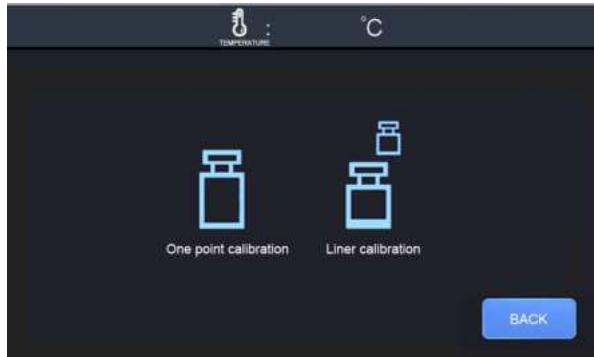 TEMPERATURE : °C
One point calibration
Liner calibration
BACK